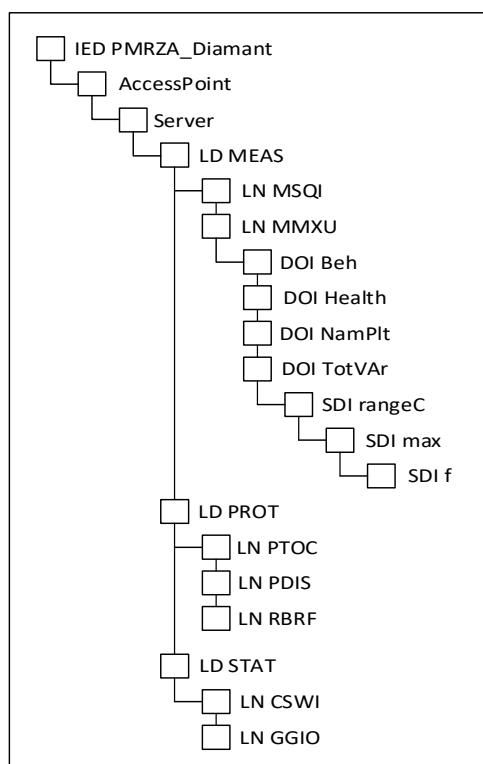 IED PMRZA_Diamant
AccessPoint
Server
LD MEAS
LN MSQI
LN MMXU
DOI Beh
DOI Health
DOI NamPlt
DOI TotVAr
SDI rangeC
SDI max
SDI f
LD PROT
LN PTOC
LN PDIS
LN RBRF
LD STAT
LN CSWI
LN GGIO